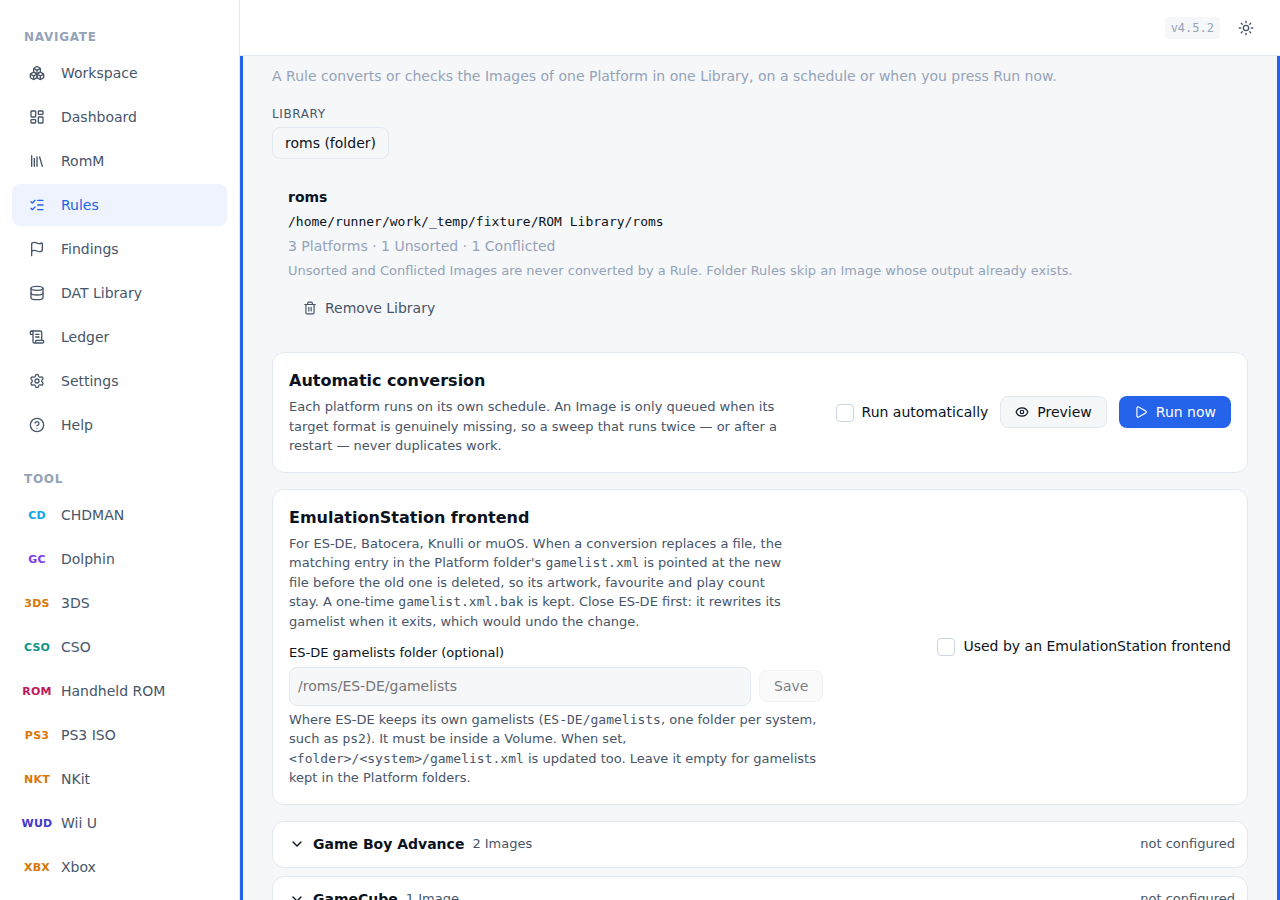 NAVIGATE
Workspace
Dashboard
RomM
Rules
Findings
DAT Library
Ledger
Settings
Help
TOOL
CD CHDMAN
GC Dolphin
3DS 3DS
CSO CSO
ROM Handheld ROM
PS3 PS3 ISO
NKT NKit
WUD Wii U
XBX Xbox
v4.5.2
A Rule converts or checks the Images of one Platform in one Library, on a schedule or when you press Run now.
LIBRARY
roms (folder)
roms
/home/runner/work/_temp/fixture/ROM Library/roms
3 Platforms · 1 Unsorted · 1 Conflicted
Unsorted and Conflicted Images are never converted by a Rule. Folder Rules skip an Image whose output already exists.
Remove Library
Automatic conversion
Each platform runs on its own schedule. An Image is only queued when its
target format is genuinely missing, so a sweep that runs twice — or after a
restart — never duplicates work.
Run automatically
Preview
Run now
EmulationStation frontend
For ES-DE, Batocera, Knulli or muOS. When a conversion replaces a file, the
matching entry in the Platform folder's gamelist.xml is pointed at the new
file before the old one is deleted, so its artwork, favourite and play count
stay. A one-time gamelist.xml.bak is kept. Close ES-DE first: it rewrites its
gamelist when it exits, which would undo the change.
ES-DE gamelists folder (optional)
/roms/ES-DE/gamelists
Save
Where ES-DE keeps its own gamelists (ES-DE/gamelists, one folder per system,
such as ps2). It must be inside a Volume. When set,
<folder>/<system>/gamelist.xml is updated too. Leave it empty for gamelists
kept in the Platform folders.
Used by an EmulationStation frontend
Game Boy Advance 2 Images
not configured
GameCube 1 Image
not configured